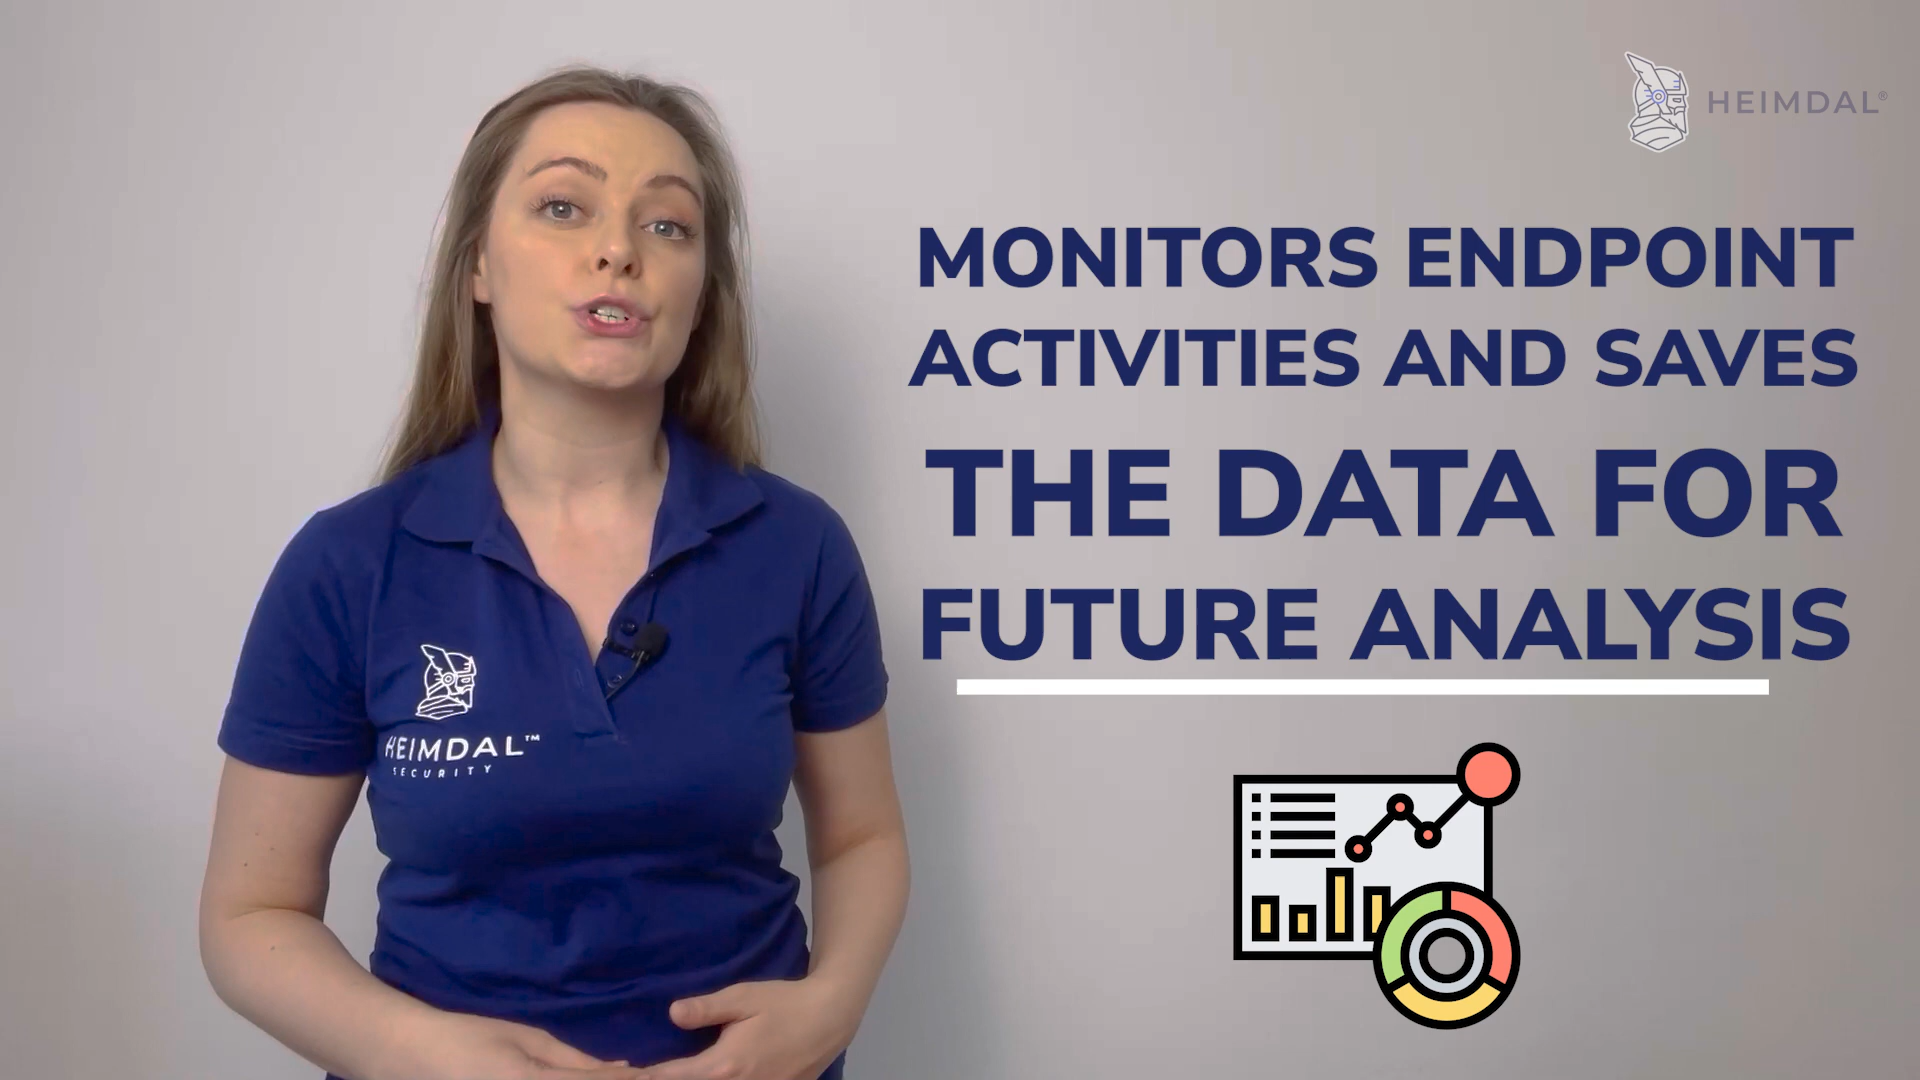 HEIMDAL®
MONITORS ENDPOINT
ACTIVITIES AND SAVES
THE DATA FOR
FUTURE ANALYSIS
HEIMDAL™
SECURITY